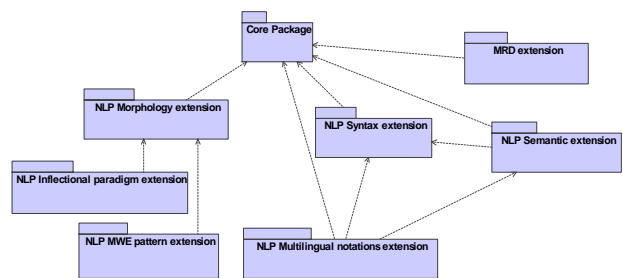 Core Package
MRD extension
NLP Morphology extension
NLP Syntax extension
NLP Semantic extension
NLP Inflectional paradigm extension
NLP MWE pattern extension
NLP Multilingual notations extension